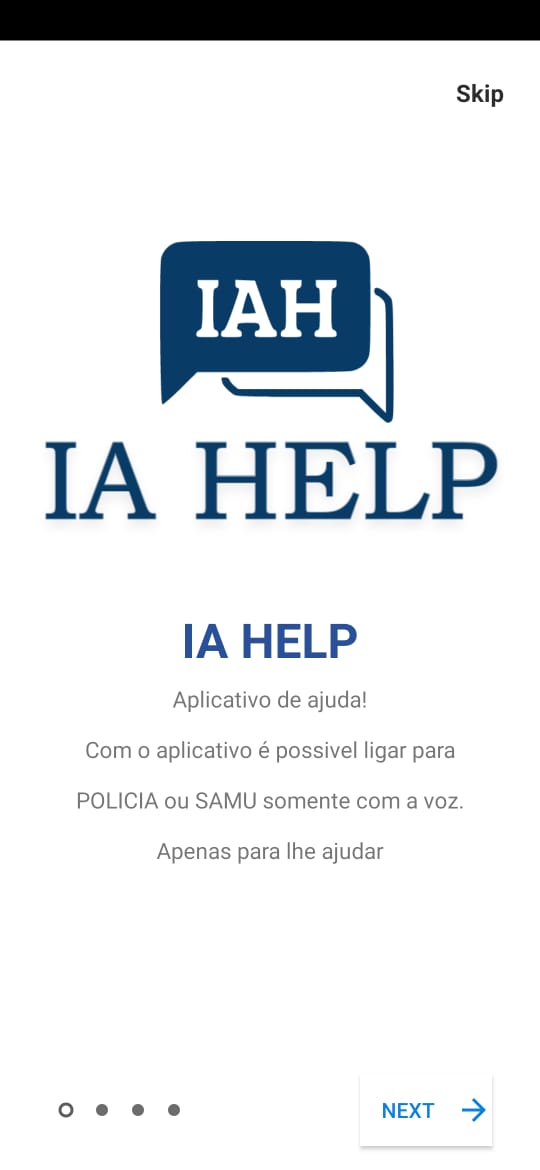 Skip
IAH
IA HELP
IA HELP
Aplicativo de ajuda!
Com o aplicativo é possivel ligar para
POLICIA ou SAMU somente com a voz.
Apenas para lhe ajudar
NEXT